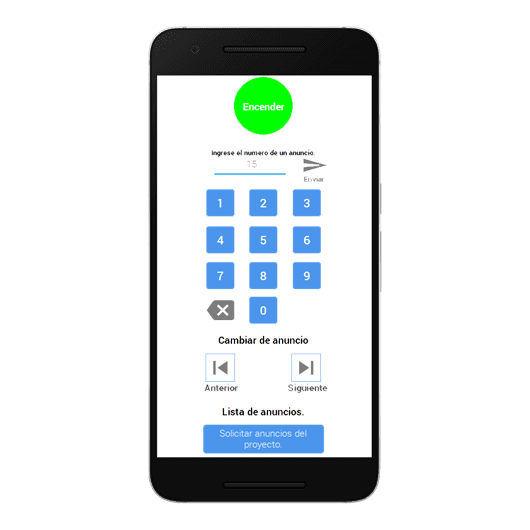 Encender
Ingrese el numero de un anuncio.
15
Enviar
1 2 3
4 5 6
7 8 9
0
Cambiar de anuncio
Anterior Siguiente
Lista de anuncios.
Solicitar anuncios del
proyecto.